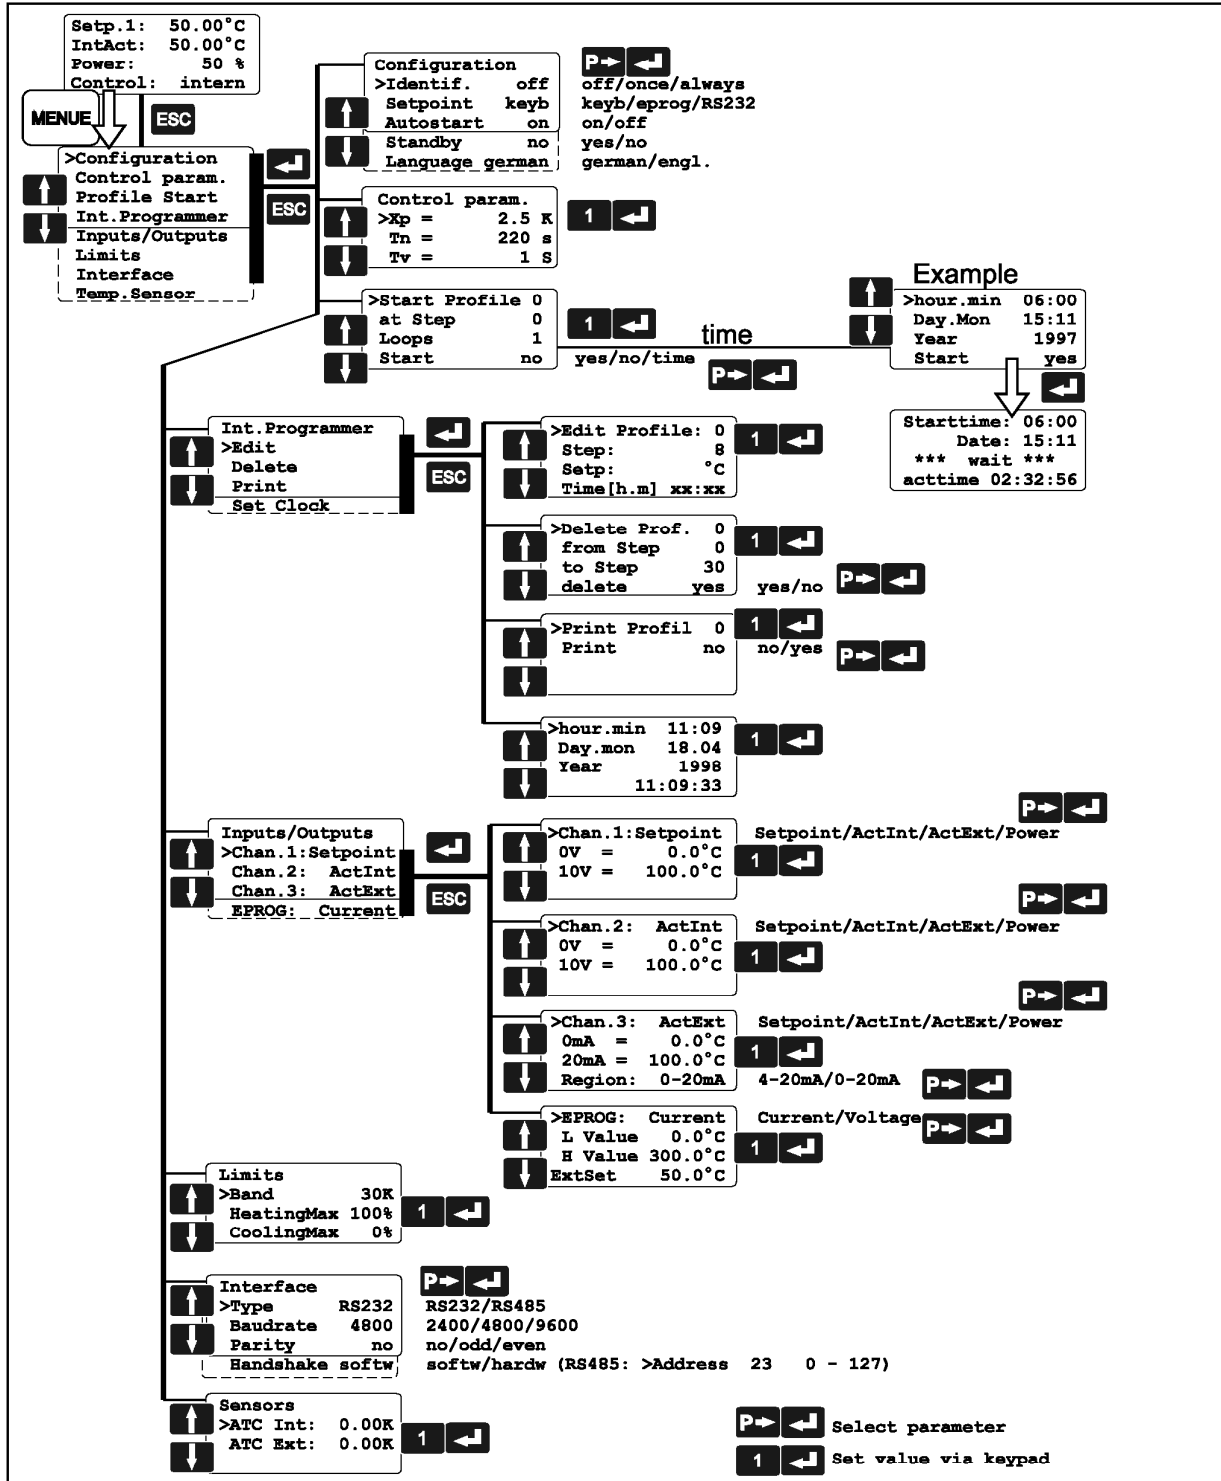 Setp.1: 50.00°C
IntAct: 50.00°C
Power: 50 %
Control: intern
MENUE
ESC
>Configuration
Control param.
Profile Start
Int.Programmer
Inputs/Outputs
Limits
Interface
Temp.Sensor
ESC
Configuration
>Identif. off
Setpoint keyb
Autostart on
Standby no
Language german
P
off/once/always
keyb/eprog/RS232
on/off
yes/no
german/engl.
Control param.
>Xp = 2.5 K
Tn = 220 s
Tv = 1 S
1
>Start Profile 0
at Step 0
Loops 1
Start no
1
yes/no/time
time
P
Example
>hour.min 06:00
Day.Mon 15:11
Year 1997
Start yes
Starttime: 06:00
Date: 15:11
*** wait ***
acttime 02:32:56
Int.Programmer
>Edit
Delete
Print
Set Clock
ESC
>Edit Profile: 0
Step: 8
Setp: °C
Time[h.m] xx:xx
1
>Delete Prof. 0
from Step 0
to Step 30
delete yes
1
yes/no
P
>Print Profil 0
Print no
1
no/yes
P
>hour.min 11:09
Day.mon 18.04
Year 1998
11:09:33
1
Inputs/Outputs
>Chan.1:Setpoint
Chan.2: ActInt
Chan.3: ActExt
EPROG: Current
ESC
P
>Chan.1:Setpoint
0V = 0.0°C
10V = 100.0°C
Setpoint/ActInt/ActExt/Power
1
P
>Chan.2: ActInt
0V = 0.0°C
10V = 100.0°C
Setpoint/ActInt/ActExt/Power
1
P
>Chan.3: ActExt
0mA = 0.0°C
20mA = 100.0°C
Region: 0-20mA
Setpoint/ActInt/ActExt/Power
1
4-20mA/0-20mA
P
>EPROG: Current
L Value 0.0°C
H Value 300.0°C
ExtSet 50.0°C
Current/Voltage
P
1
Limits
>Band 30K
HeatingMax 100%
CoolingMax 0%
1
Interface
>Type RS232
Baudrate 4800
Parity no
Handshake softw
P
RS232/RS485
2400/4800/9600
no/odd/even
softw/hardw (RS485: >Address 23 0 - 127)
Sensors
>ATC Int: 0.00K
ATC Ext: 0.00K
1
P Select parameter
1 Set value via keypad